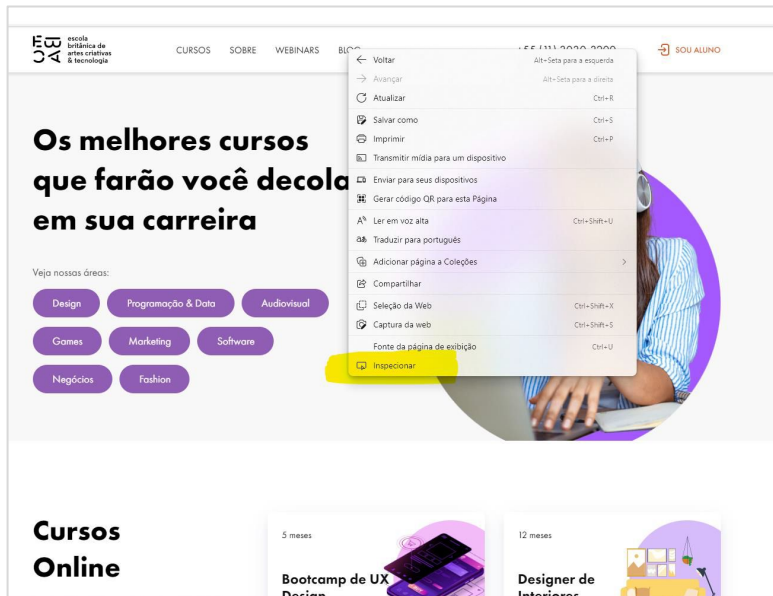 EBAC
escola
britânica de
artes criativas
& tecnologia
CURSOS SOBRE WEBINARS BLOG
SOU ALUNO
Os melhores cursos
que farão você decola
em sua carreira
Veja nossas áreas:
Design Programação & Data Audiovisual
Games Marketing Software
Negócios Fashion
Voltar Alt+Seta para a esquerda
Avançar Alt+Seta para a direita
Atualizar Ctrl+R
Salvar como Ctrl+S
Imprimir Ctrl+P
Transmitir mídia para um dispositivo
Enviar para seus dispositivos
Gerar código QR para esta Página
Ler em voz alta Ctrl+Shift+U
Traduzir para português
Adicionar página a Coleções
Compartilhar
Seleção da Web Ctrl+Shift+X
Captura da web Ctrl+Shift+S
Fonte da página de exibição Ctrl+U
Inspecionar
Cursos
Online
5 meses
Bootcamp de UX
Design
12 meses
Designer de
Interiores